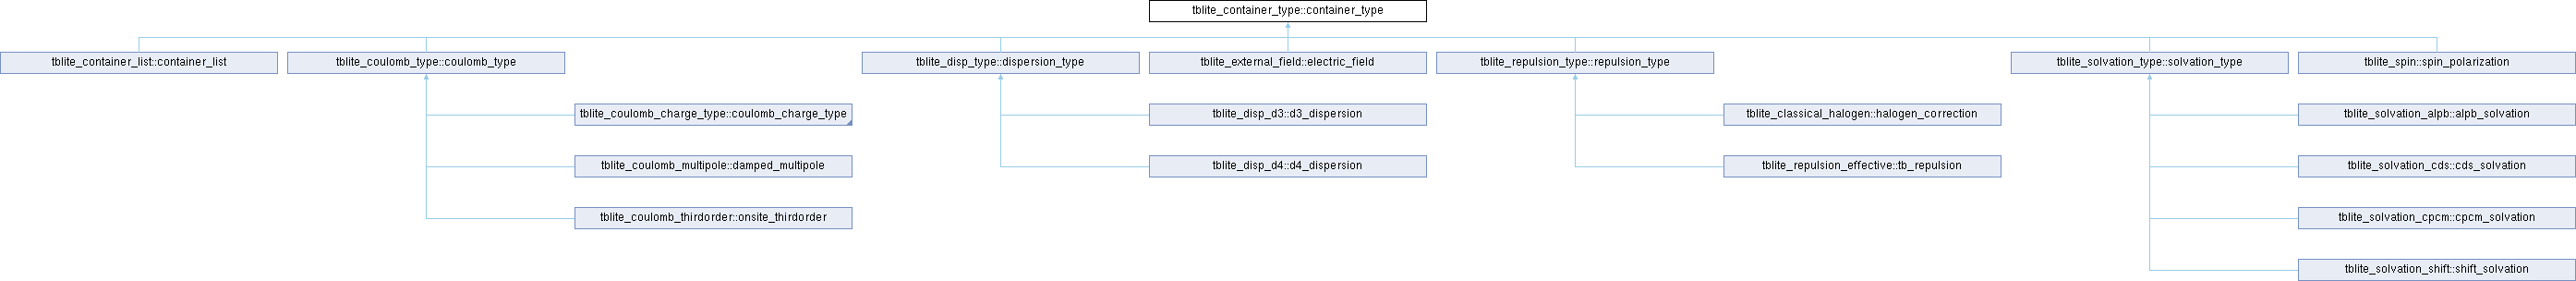 tblite_container_type::container_type
tblite_container_list::container_list
tblite_coulomb_type::coulomb_type
tblite_disp_type::dispersion_type
tblite_external_field::electric_field
tblite_repulsion_type::repulsion_type
tblite_solvation_type::solvation_type
tblite_spin::spin_polarization
tblite_coulomb_charge_type::coulomb_charge_type
tblite_disp_d3::d3_dispersion
tblite_classical_halogen::halogen_correction
tblite_solvation_alpb::alpb_solvation
tblite_coulomb_multipole::damped_multipole
tblite_disp_d4::d4_dispersion
tblite_repulsion_effective::tb_repulsion
tblite_solvation_cds::cds_solvation
tblite_coulomb_thirdorder::onsite_thirdorder
tblite_solvation_cpcm::cpcm_solvation
tblite_solvation_shift::shift_solvation